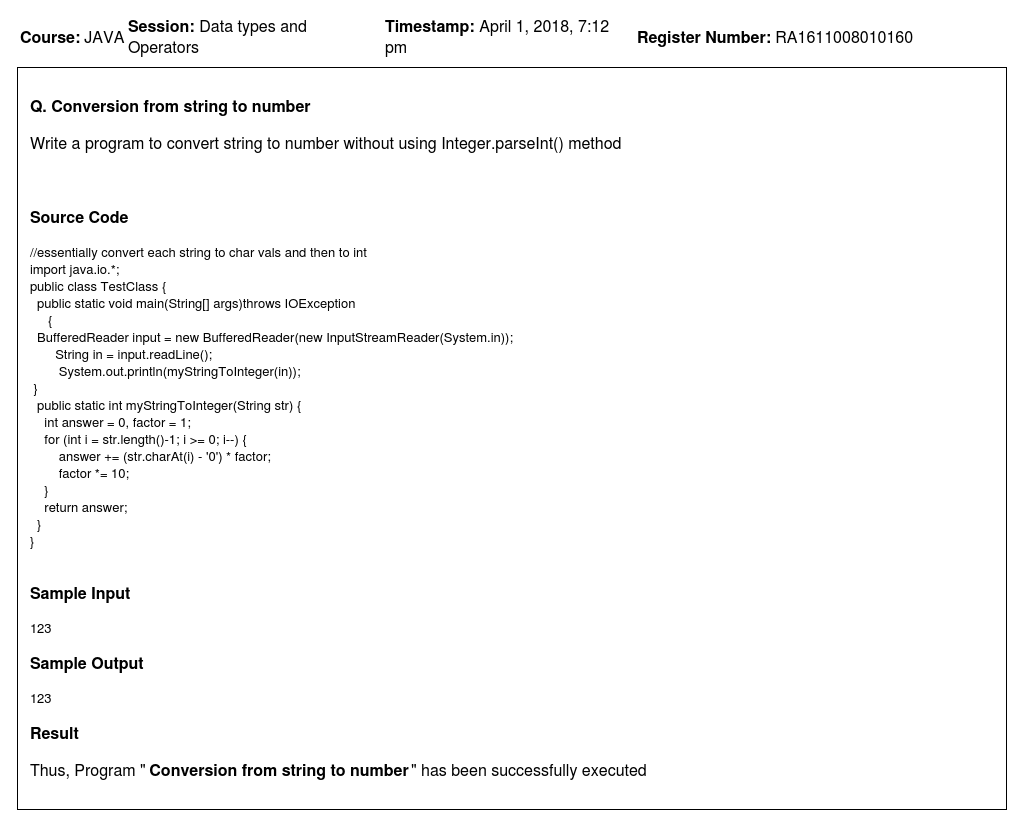 Course: JAVA Session: Data types and Operators Timestamp: April 1, 2018, 7:12 pm Register Number: RA1611008010160
Q. Conversion from string to number
Write a program to convert string to number without using Integer.parseInt() method
Source Code
//essentially convert each string to char vals and then to int
import java.io.*;
public class TestClass {
  public static void main(String[] args)throws IOException
     {
  BufferedReader input = new BufferedReader(new InputStreamReader(System.in));
       String in = input.readLine();
        System.out.println(myStringToInteger(in));
 }
  public static int myStringToInteger(String str) {
    int answer = 0, factor = 1;
    for (int i = str.length()-1; i >= 0; i--) {
        answer += (str.charAt(i) - '0') * factor;
        factor *= 10;
    }
    return answer;
  }
}
Sample Input
123
Sample Output
123
Result
Thus, Program " Conversion from string to number" has been successfully executed